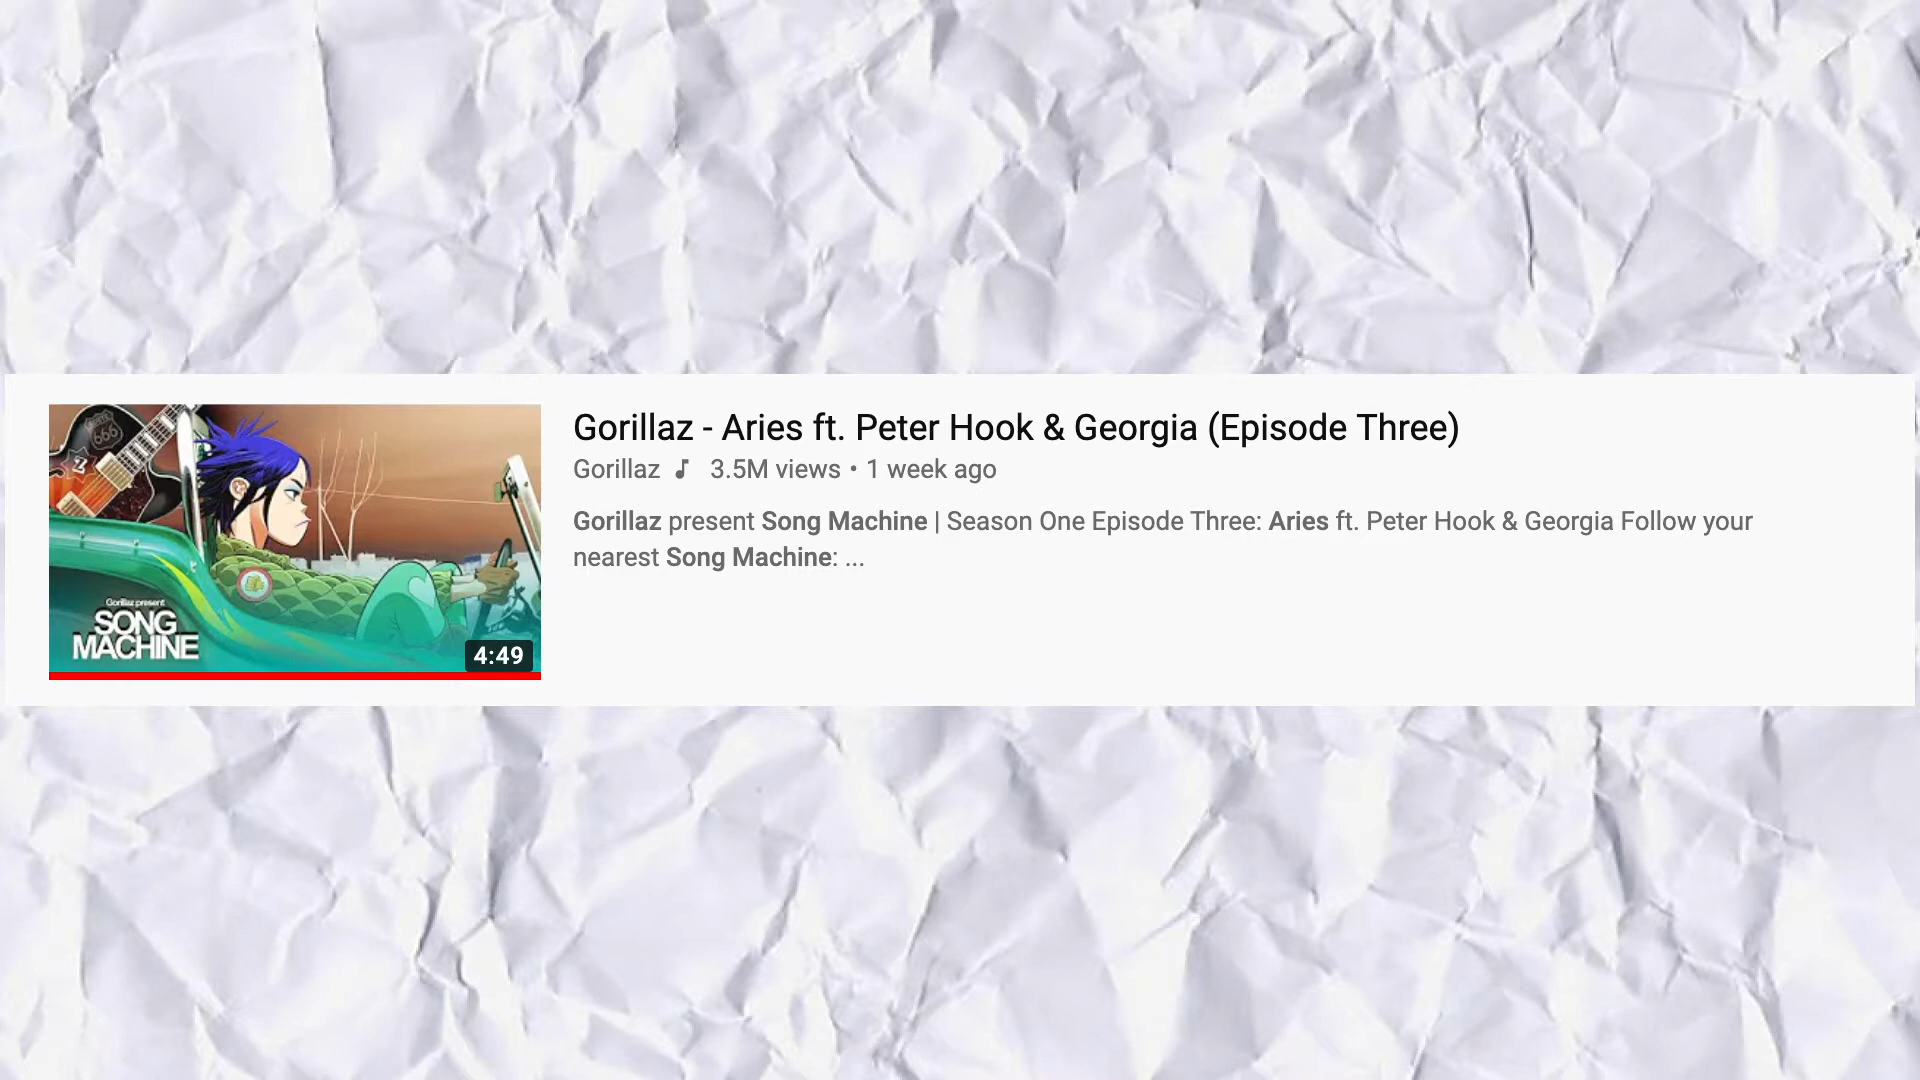 Gorillaz - Aries ft. Peter Hook & Georgia (Episode Three)
Gorillaz ♪ 3.5M views • 1 week ago
Gorillaz present Song Machine | Season One Episode Three: Aries ft. Peter Hook & Georgia Follow your
nearest Song Machine: ...
666
Z
Gorillaz present
SONG
MACHINE
4:49